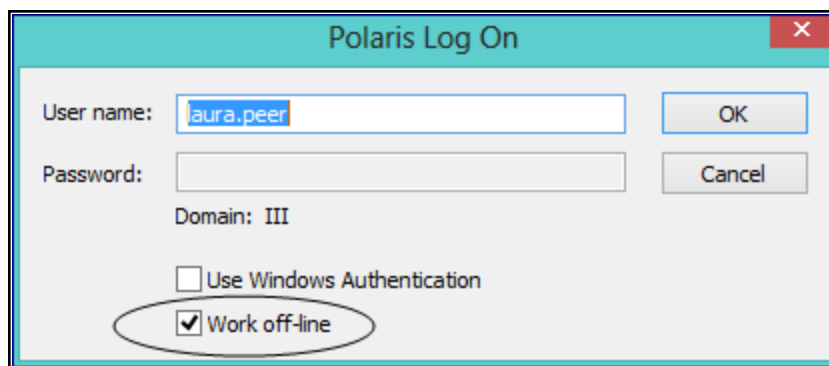 Polaris Log On
User name: laura.peer OK
Password: Cancel
Domain: III
Use Windows Authentication
Work off-line